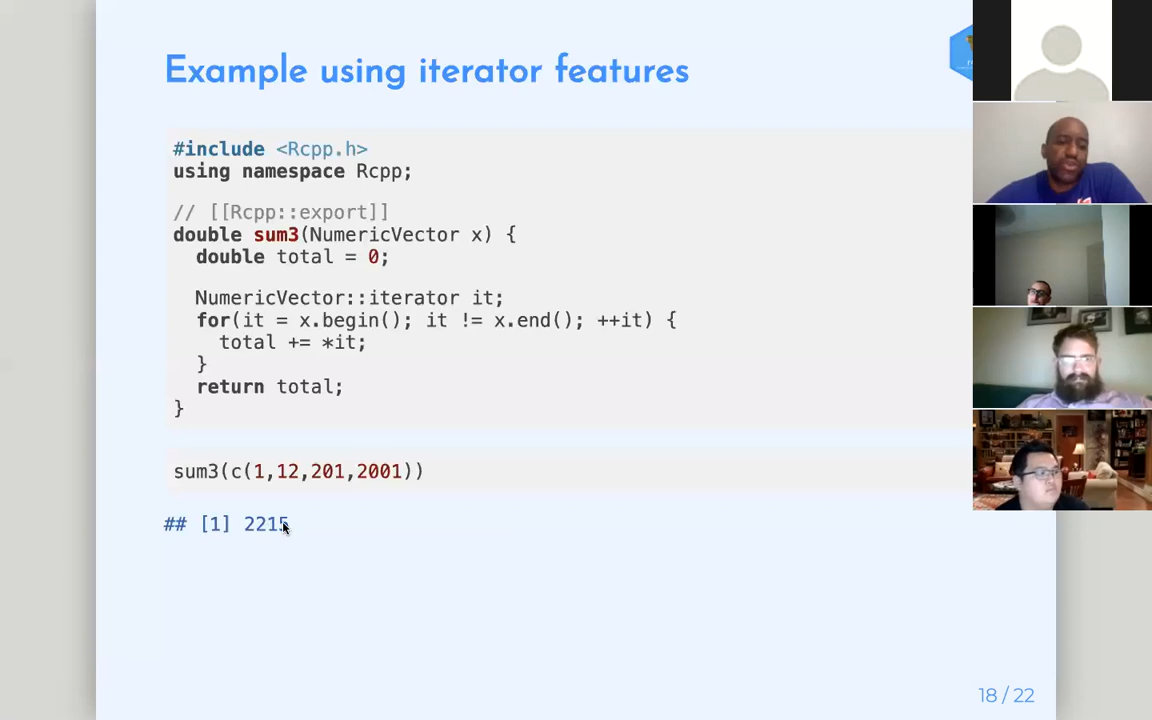 Example using iterator features
#include <Rcpp.h>
using namespace Rcpp;
// [[Rcpp::export]]
double sum3(NumericVector x) {
double total = 0;
NumericVector::iterator it;
for(it = x.begin(); it != x.end(); ++it) {
total += *it;
}
return total;
}
sum3(c(1,12,201,2001))
## [1] 2215
18 / 22